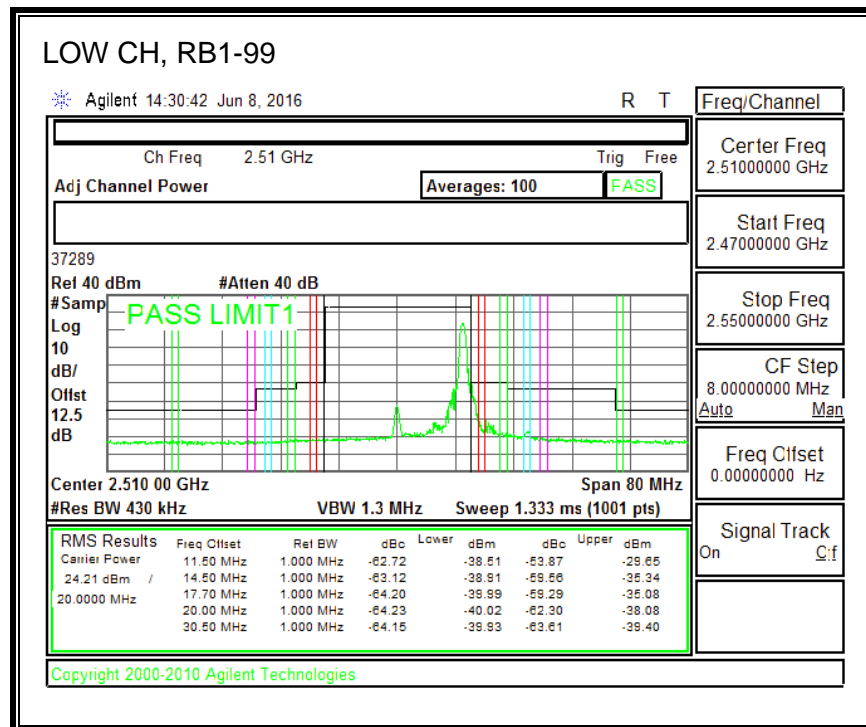 LOW CH, RB1-99
Agilent 14:30:42 Jun 8, 2016 R T
Freq/Channel
Ch Freq 2.51 GHz Trig Free
Adj Channel Power Averages: 100 PASS
37289
Ref 40 dBm #Atten 40 dB
#Samp
Log
10
dB/
Offst
12.5
dB
PASS LIMIT1
Center 2.510 00 GHz Span 80 MHz
#Res BW 430 kHz VBW 1.3 MHz Sweep 1.333 ms (1001 pts)
RMS Results Freq Offset Ref BW dBc Lower dBm dBc Upper dBm
Carrier Power 11.50 MHz 1.000 MHz -62.72 -38.51 -53.87 -29.65
24.21 dBm / 14.50 MHz 1.000 MHz -63.12 -38.91 -59.56 -35.34
20.0000 MHz 17.70 MHz 1.000 MHz -64.20 -39.99 -59.29 -35.08
20.00 MHz 1.000 MHz -64.23 -40.02 -62.30 -38.08
30.50 MHz 1.000 MHz -64.15 -39.93 -63.61 -39.40
Center Freq
2.51000000 GHz
Start Freq
2.47000000 GHz
Stop Freq
2.55000000 GHz
CF Step
8.00000000 MHz
Auto Man
Freq Offset
0.00000000 Hz
Signal Track
On Off
Copyright 2000-2010 Agilent Technologies